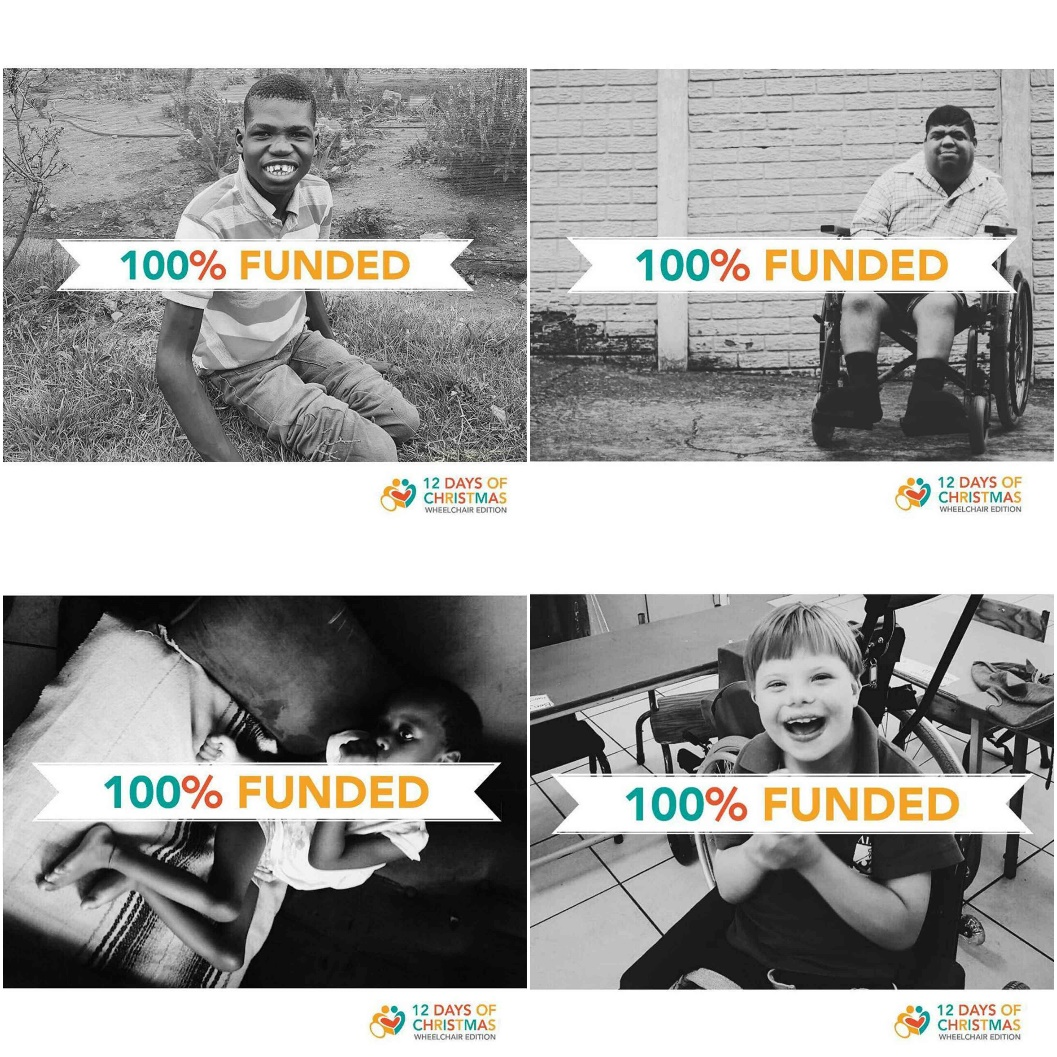 100% FUNDED
100% FUNDED
12 DAYS OF
CHRISTMAS
WHEELCHAIR EDITION
12 DAYS OF
CHRISTMAS
WHEELCHAIR EDITION
100% FUNDED
100% FUNDED
12 DAYS OF
CHRISTMAS
WHEELCHAIR EDITION
12 DAYS OF
CHRISTMAS
WHEELCHAIR EDITION